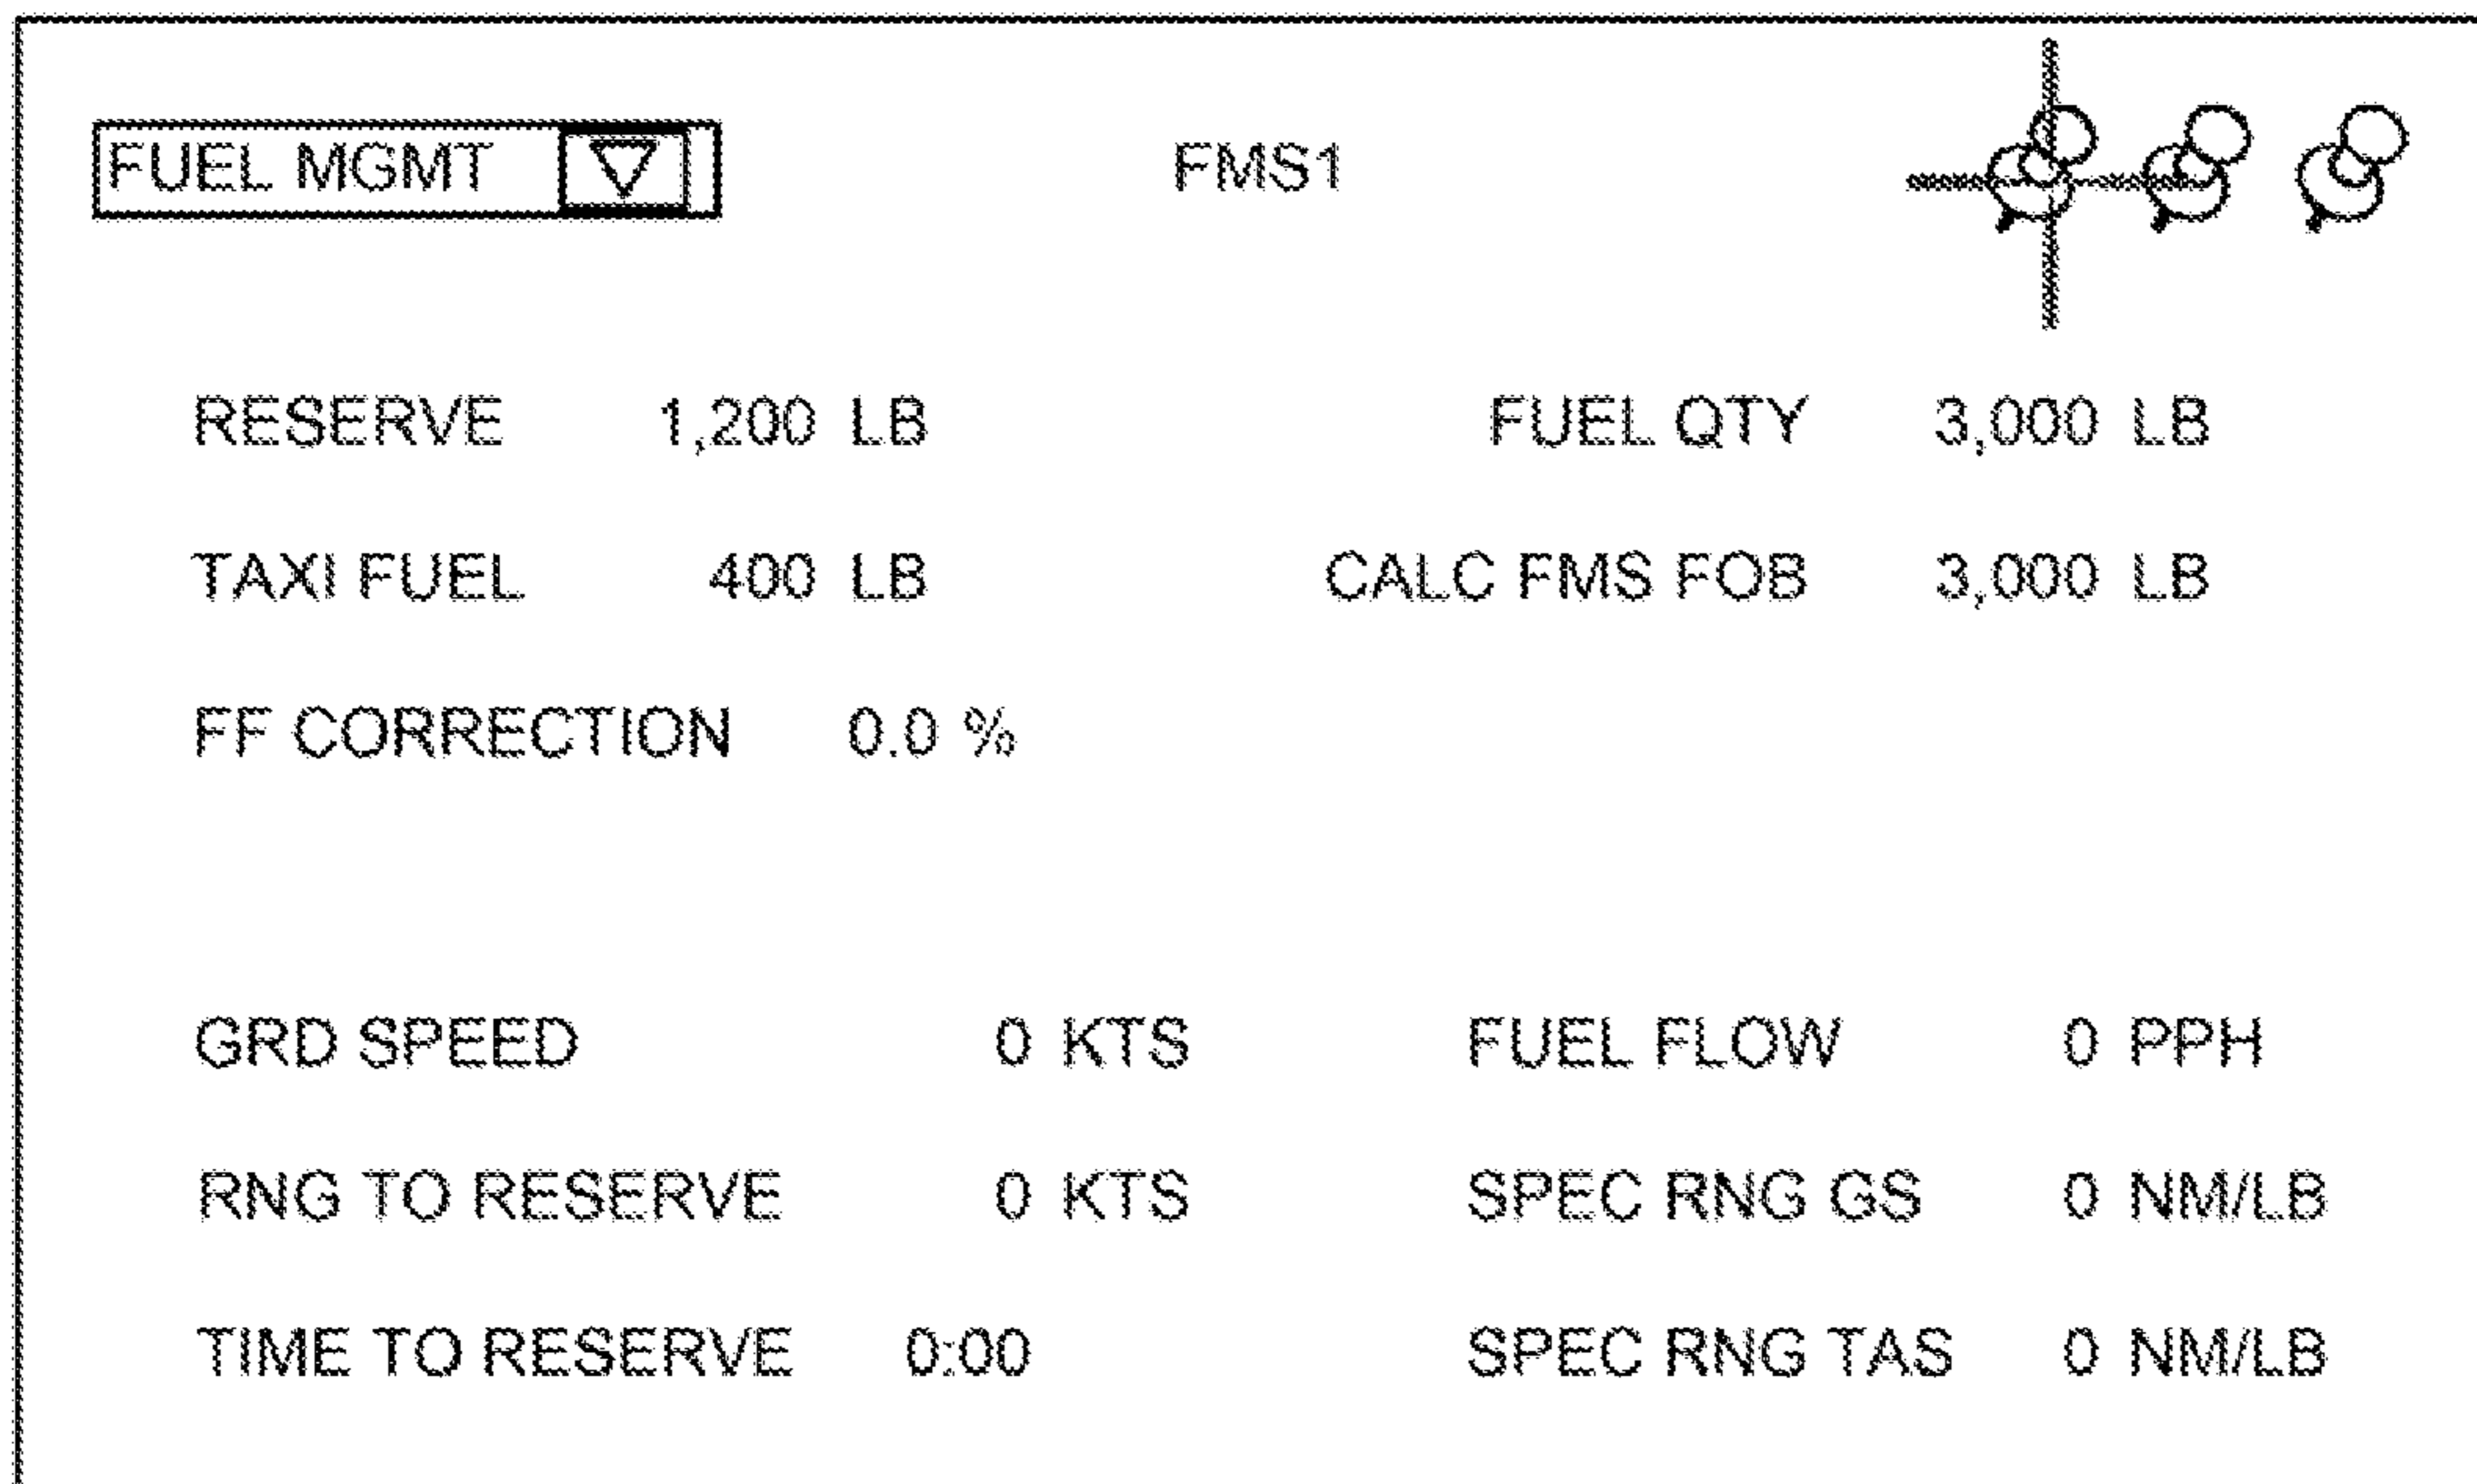 FUEL MGMT FMS1
RESERVE 1,200 LB FUEL QTY 3,000 LB
TAXI FUEL 400 LB CALC FMS FOB 3,000 LB
FF CORRECTION 0.0 %
GRD SPEED 0 KTS FUEL FLOW 0 PPH
RNG TO RESERVE 0 KTS SPEC RNG GS 0 NM/LB
TIME TO RESERVE 0:00 SPEC RNG TAS 0 NM/LB